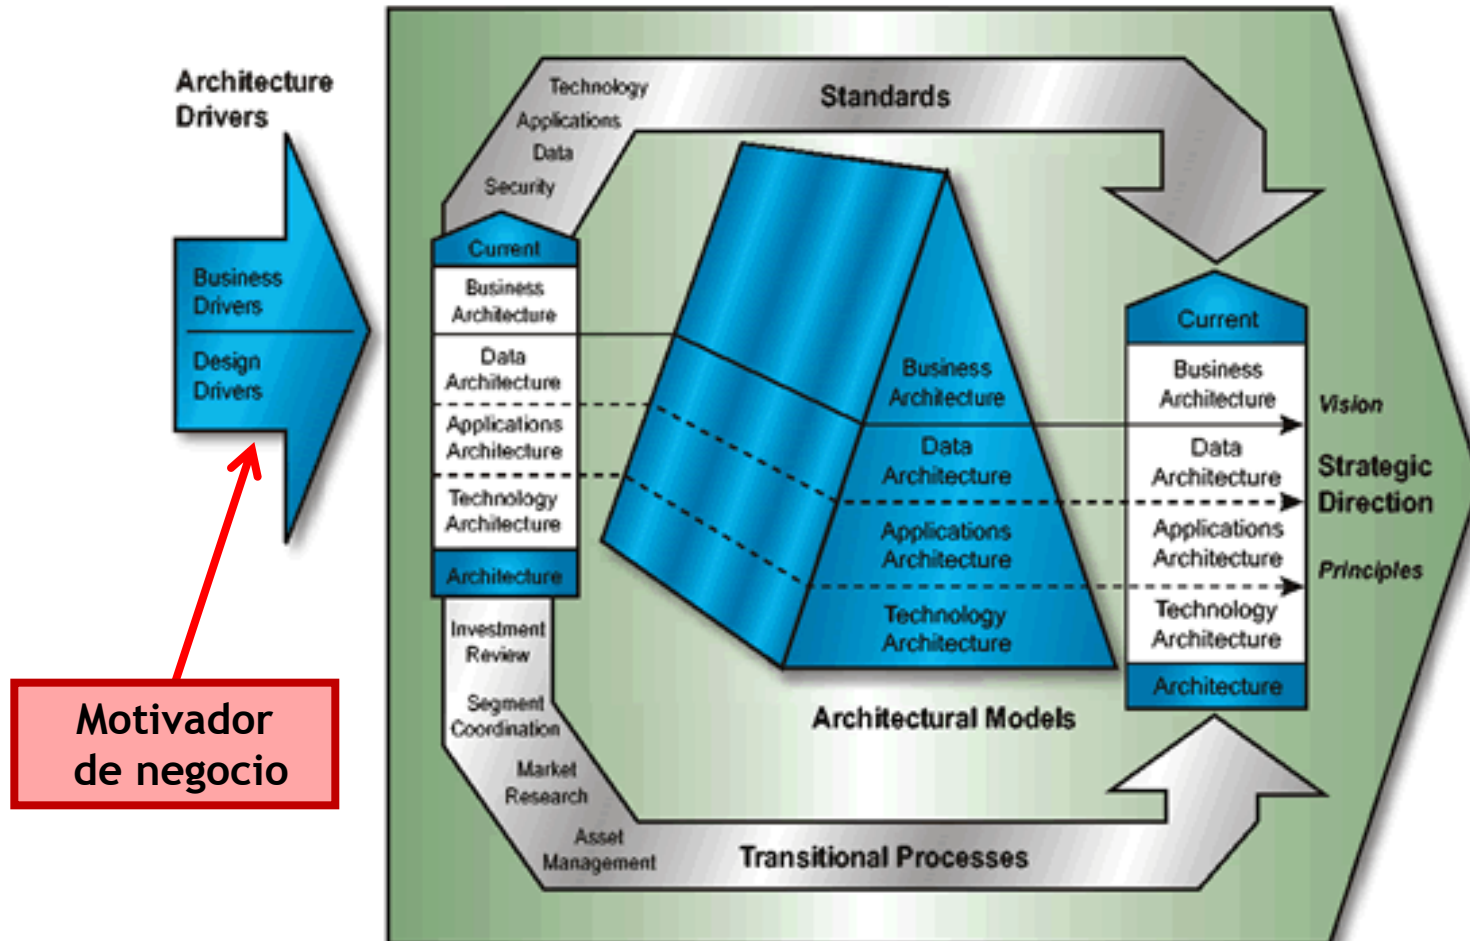 Architecture
Drivers
Business
Drivers
Design
Drivers
Motivador
de negocio
Technology
Applications
Data
Security
Standards
Current
Business
Architecture
Data
Architecture
Applications
Architecture
Technology
Architecture
Architecture
Investment
Review
Segment
Coordination
Market
Research
Asset
Management
Transitional Processes
Business
Architecture
Data
Architecture
Applications
Architecture
Technology
Architecture
Architectural Models
Current
Business
Architecture
Data
Architecture
Applications
Architecture
Technology
Architecture
Architecture
Vision
Strategic
Direction
Principles